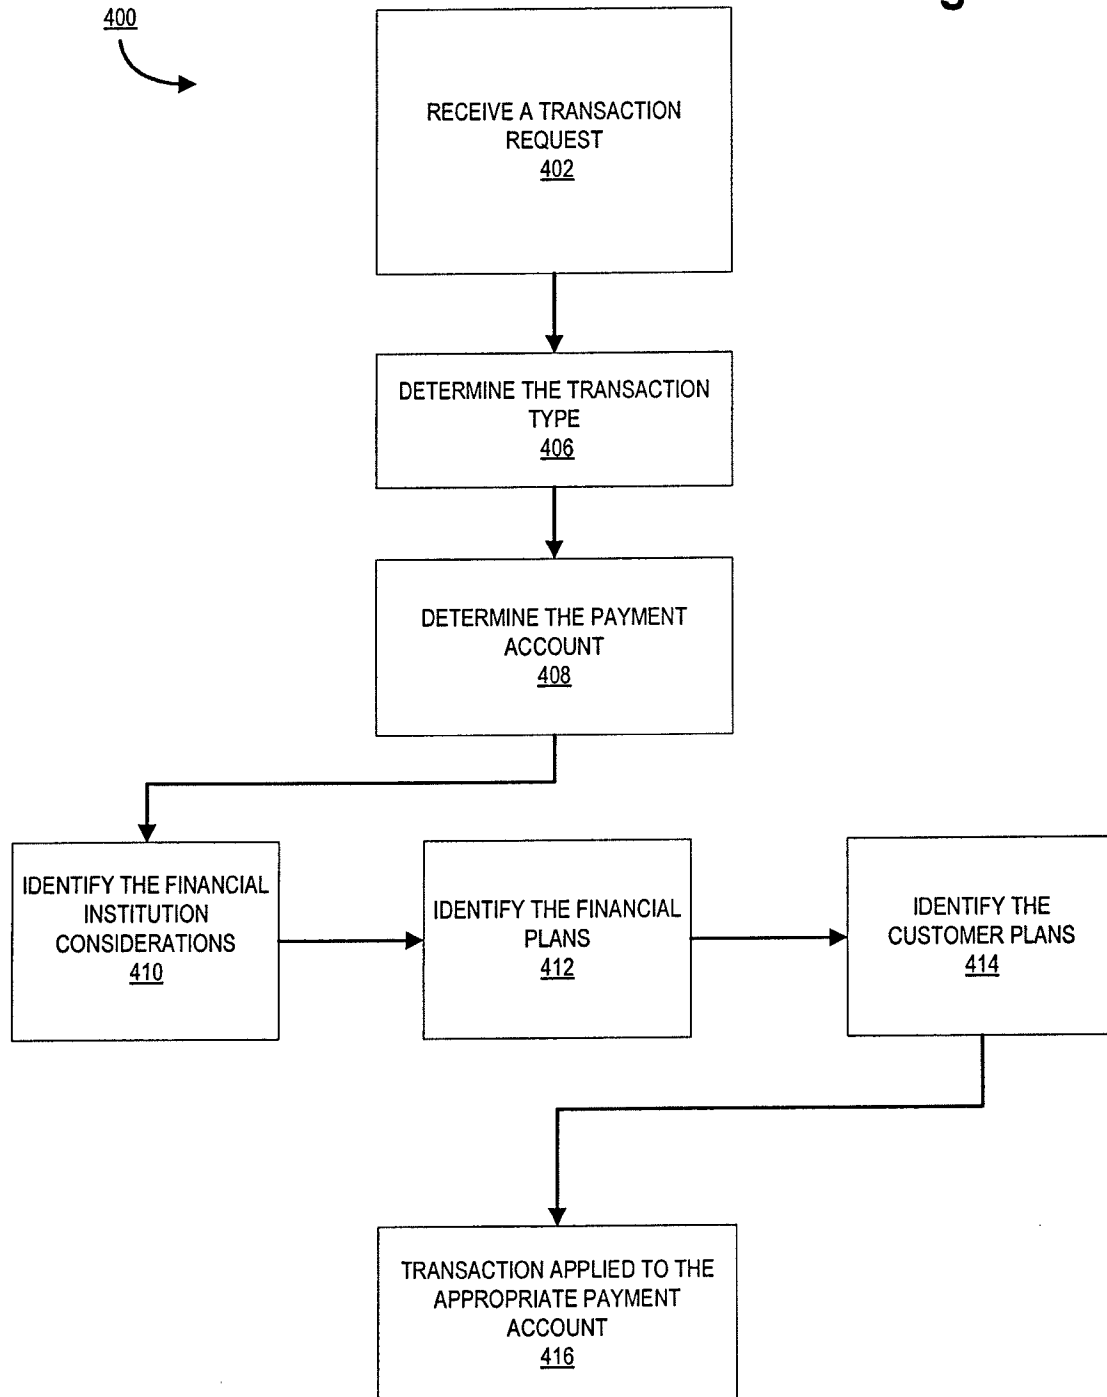 400
RECEIVE A TRANSACTION
REQUEST
402
DETERMINE THE TRANSACTION
TYPE
406
DETERMINE THE PAYMENT
ACCOUNT
408
IDENTIFY THE FINANCIAL
INSTITUTION
CONSIDERATIONS
410
IDENTIFY THE FINANCIAL
PLANS
412
IDENTIFY THE
CUSTOMER PLANS
414
TRANSACTION APPLIED TO THE
APPROPRIATE PAYMENT
ACCOUNT
416